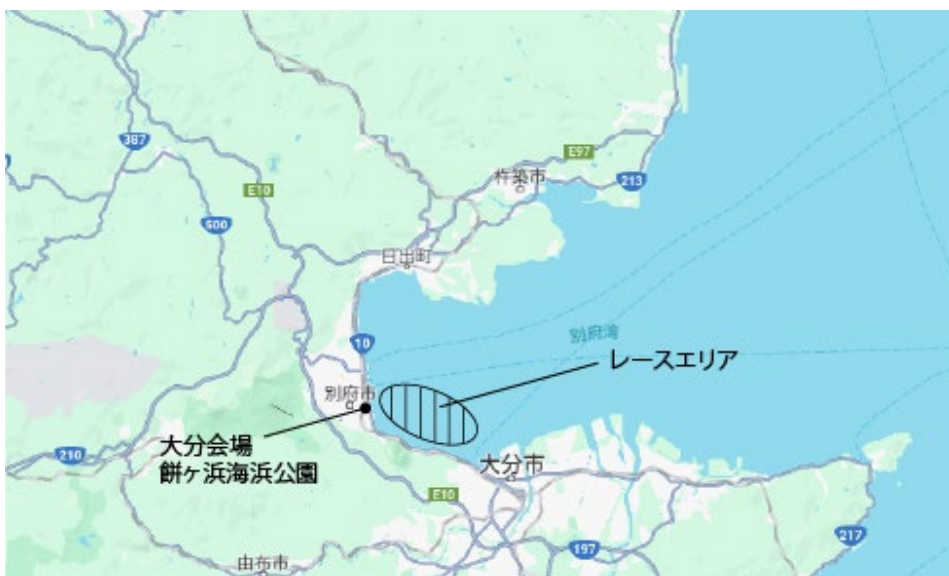 387
E97
杵築市
213
E10
500
日出町
別府湾
10
レースエリア
別府市
大分会場
餅ヶ浜海浜公園
210
大分市
E10
197
217
由布市